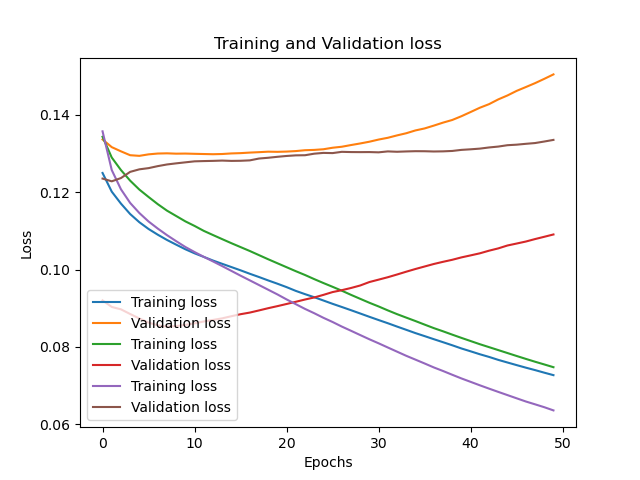 Training and Validation loss
Loss
0.14
0.12
0.10
0.08
0.06
Training loss
Validation loss
Training loss
Validation loss
Training loss
Validation loss
0
10
20
30
40
50
Epochs